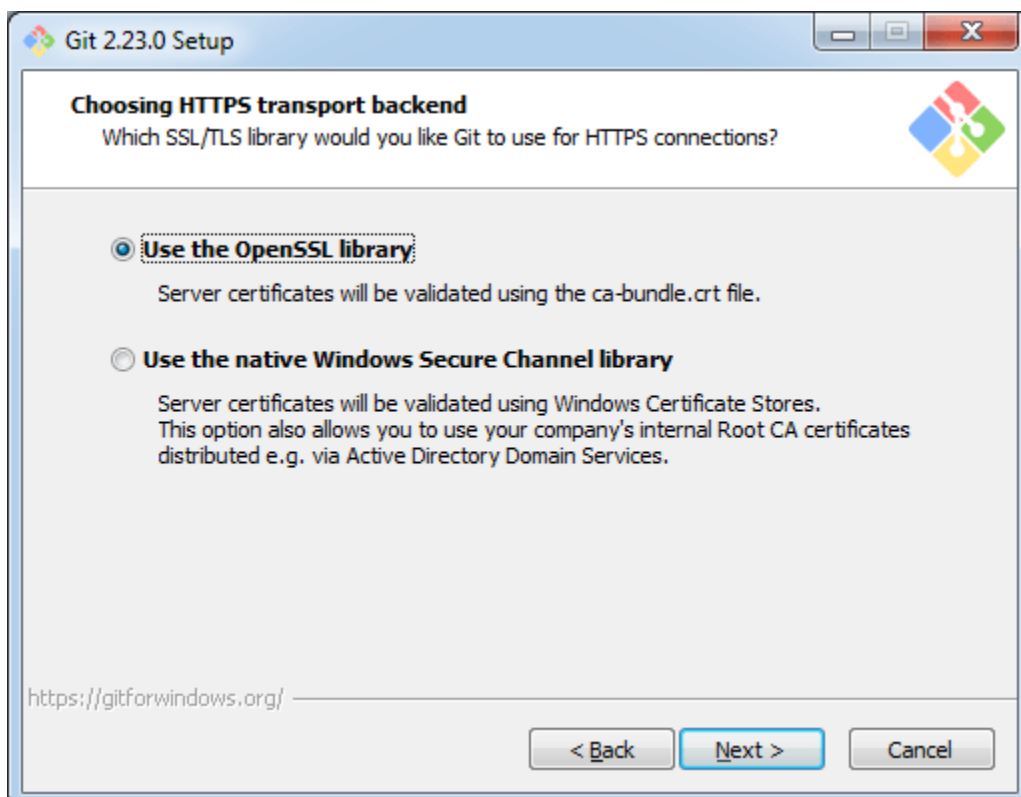 Git 2.23.0 Setup
Choosing HTTPS transport backend
Which SSL/TLS library would you like Git to use for HTTPS connections?
Use the OpenSSL library
Server certificates will be validated using the ca-bundle.crt file.
Use the native Windows Secure Channel library
Server certificates will be validated using Windows Certificate Stores.
This option also allows you to use your company's internal Root CA certificates
distributed e.g. via Active Directory Domain Services.
https://gitforwindows.org/
< Back
Next >
Cancel